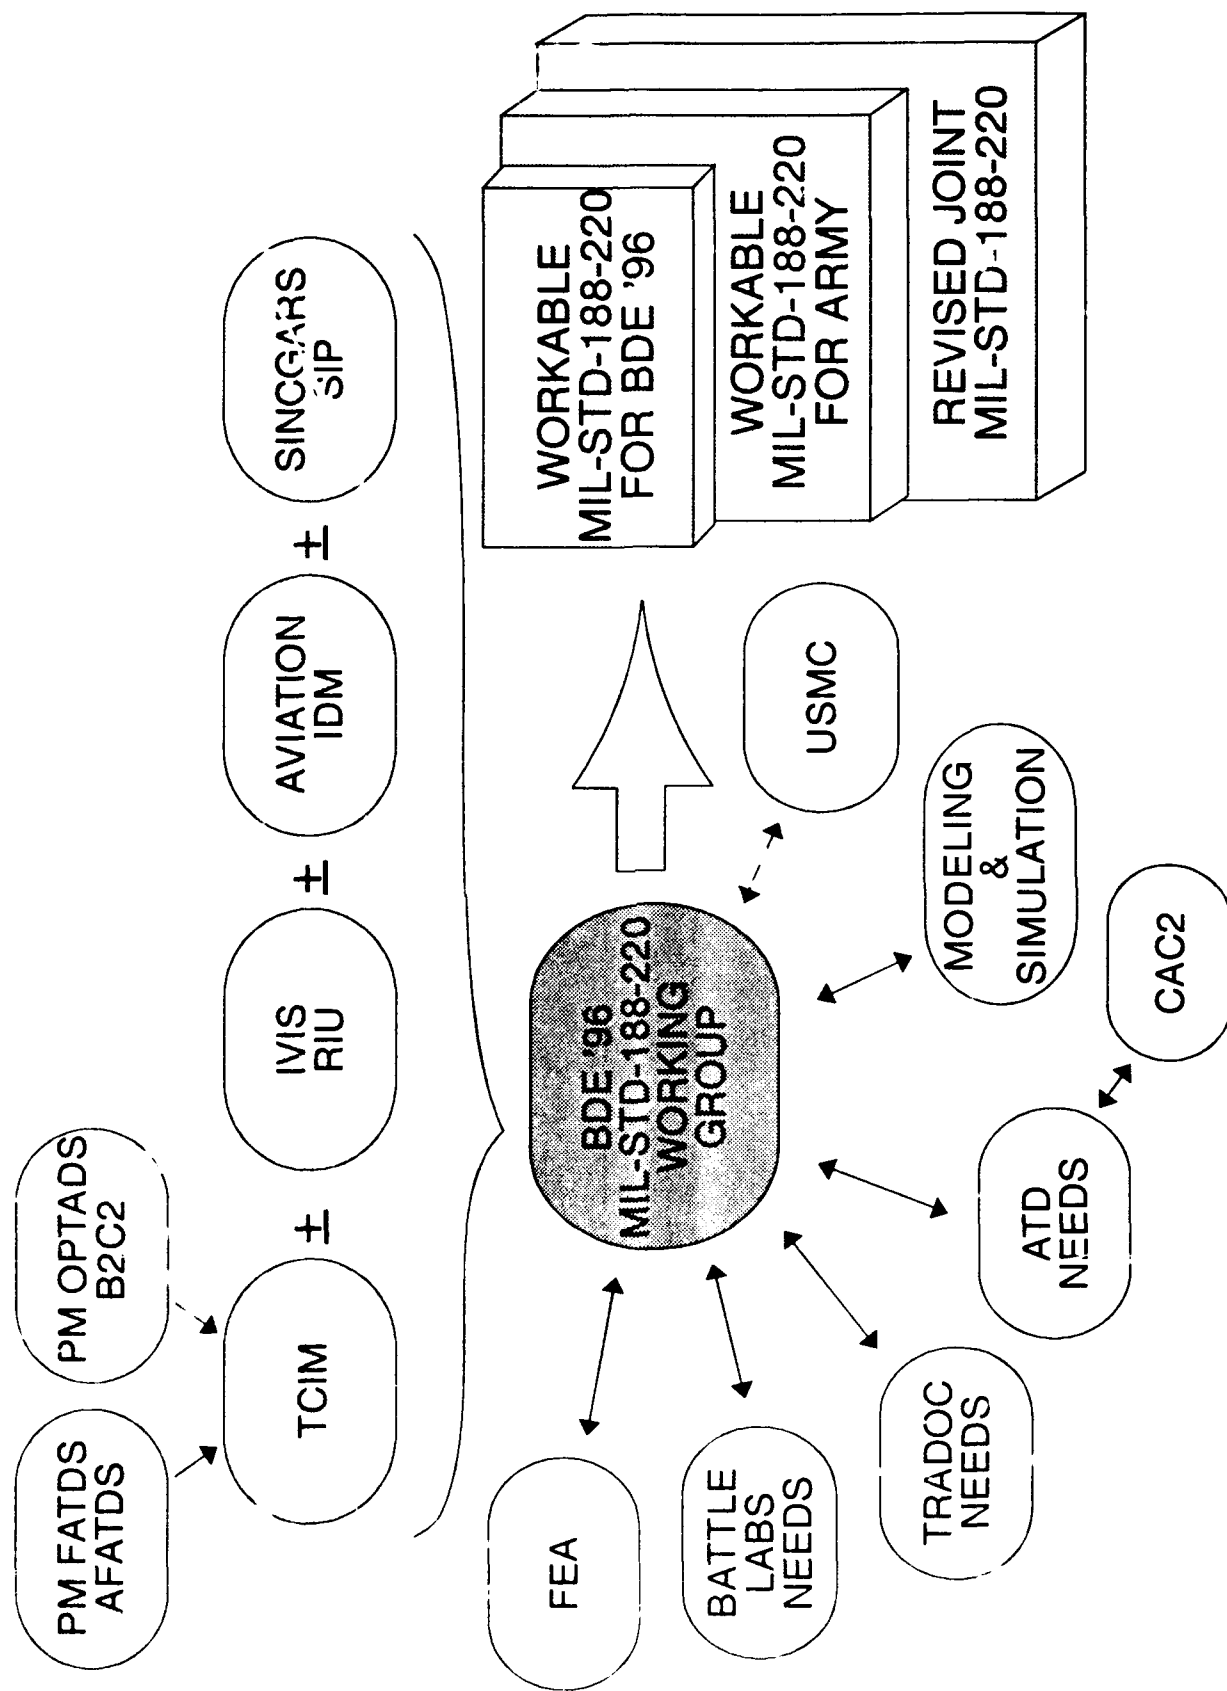 PM FATDS
AFATDS
PM OPTADS
B2C2
TCIM
±
IVIS
RIU
±
AVIATION
IDM
±
SINCGARS
SIP
FEA
BATTLE
LABS
NEEDS
TRADOC
NEEDS
ATD
NEEDS
CAC2
MODELING
&
SIMULATION
USMC
BDE '96
MIL-STD-188-220
WORKING
GROUP
WORKABLE
MIL-STD-188-220
FOR BDE '96
WORKABLE
MIL-STD-188-220
FOR ARMY
REVISED JOINT
MIL-STD-188-220